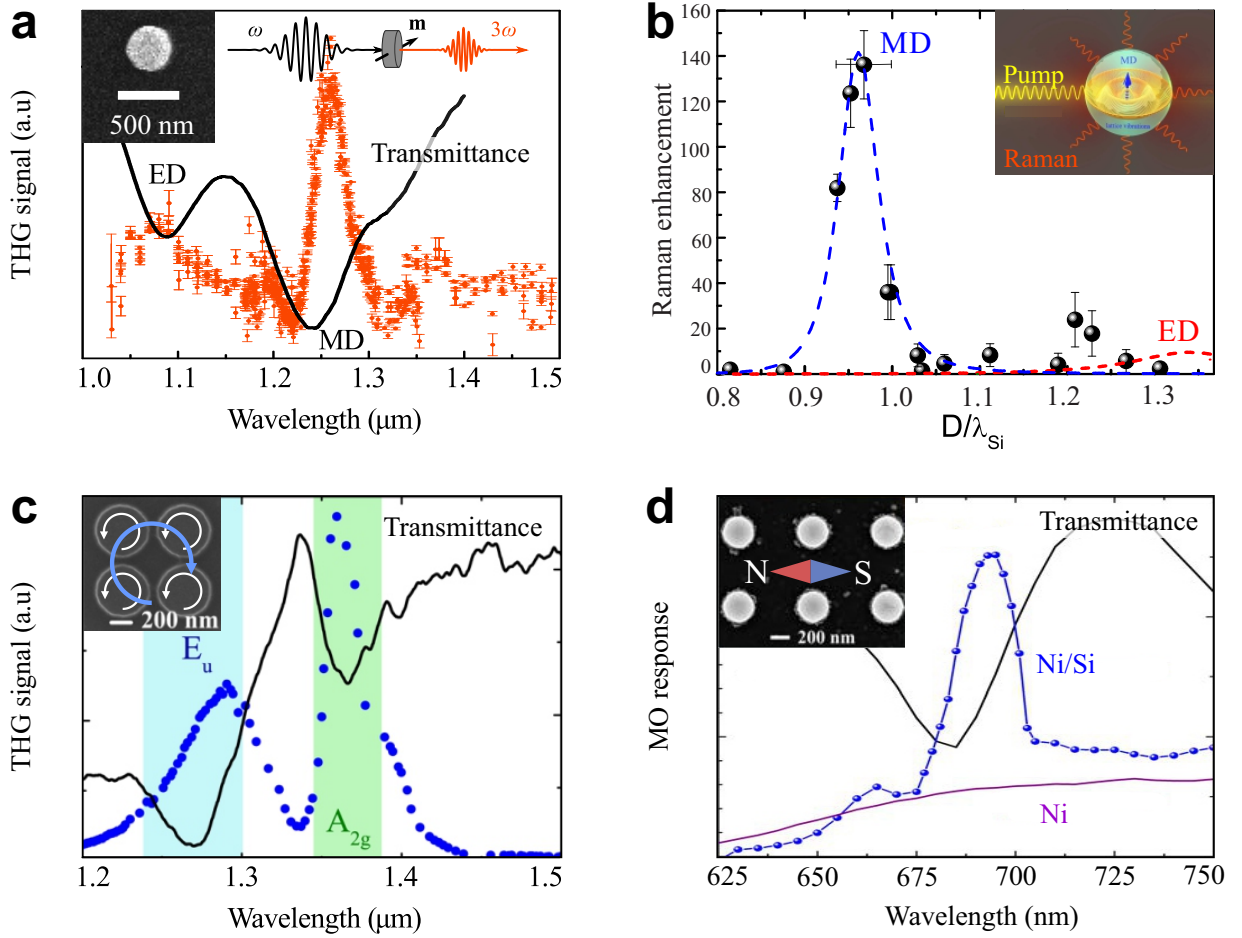 a
ω
m
3ω
500 nm
ED
Transmittance
MD
THG signal (a.u)
1.0 1.1 1.2 1.3 1.4 1.5
Wavelength (μm)
b
160
140
120
100
80
60
40
20
0
Raman enhancement
MD
MD
Pump
lattice vibrations
Raman
ED
0.8 0.9 1.0 1.1 1.2 1.3
D/λSi
c
Transmittance
200 nm
Eu
A2g
THG signal (a.u)
1.2 1.3 1.4 1.5
Wavelength (μm)
d
Transmittance
N S
200 nm
Ni/Si
Ni
MO response
625 650 675 700 725 750
Wavelength (nm)